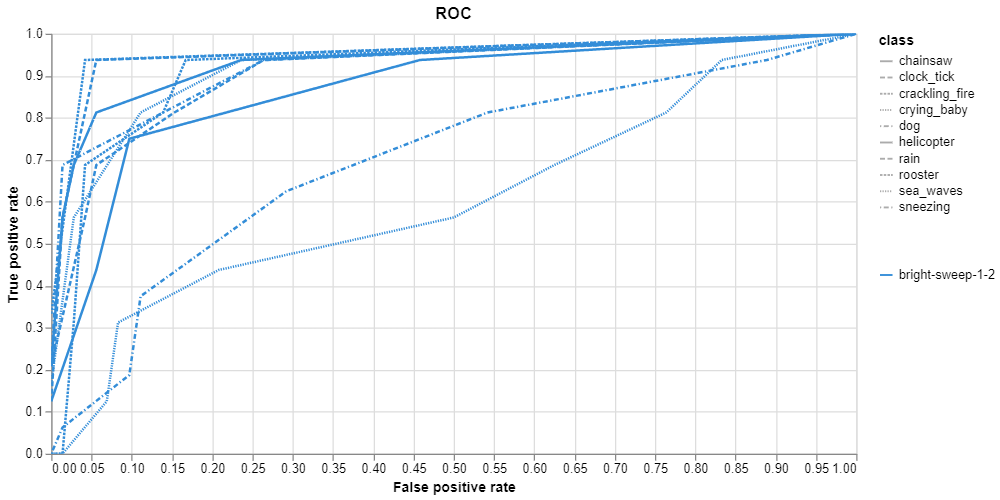 ROC
1.0
0.9
0.8
0.7
0.6
0.5
0.4
0.3
0.2
0.1
0.0
True positive rate
0.00 0.05 0.10 0.15 0.20 0.25 0.30 0.35 0.40 0.45 0.50 0.55 0.60 0.65 0.70 0.75 0.80 0.85 0.90 0.95 1.00
False positive rate
class
chainsaw
clock_tick
crackling_fire
crying_baby
dog
helicopter
rain
rooster
sea_waves
sneezing
bright-sweep-1-2